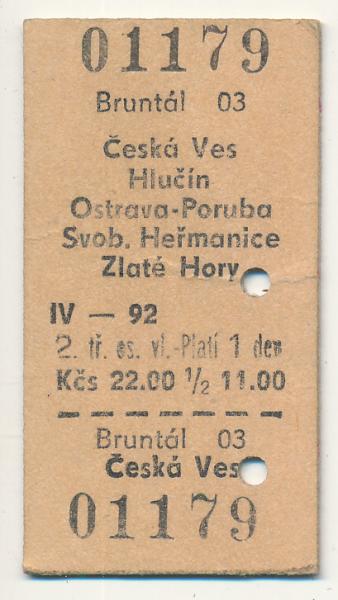 01179
Bruntál 03
Česká Ves
Hlučín
Ostrava-Poruba
Svob. Heřmanice
Zlaté Hory
IV — 92
2. tř. os. vl.-Platí 1 den
Kčs 22.00 ½ 11.00
Bruntál 03
Česká Ves
01179